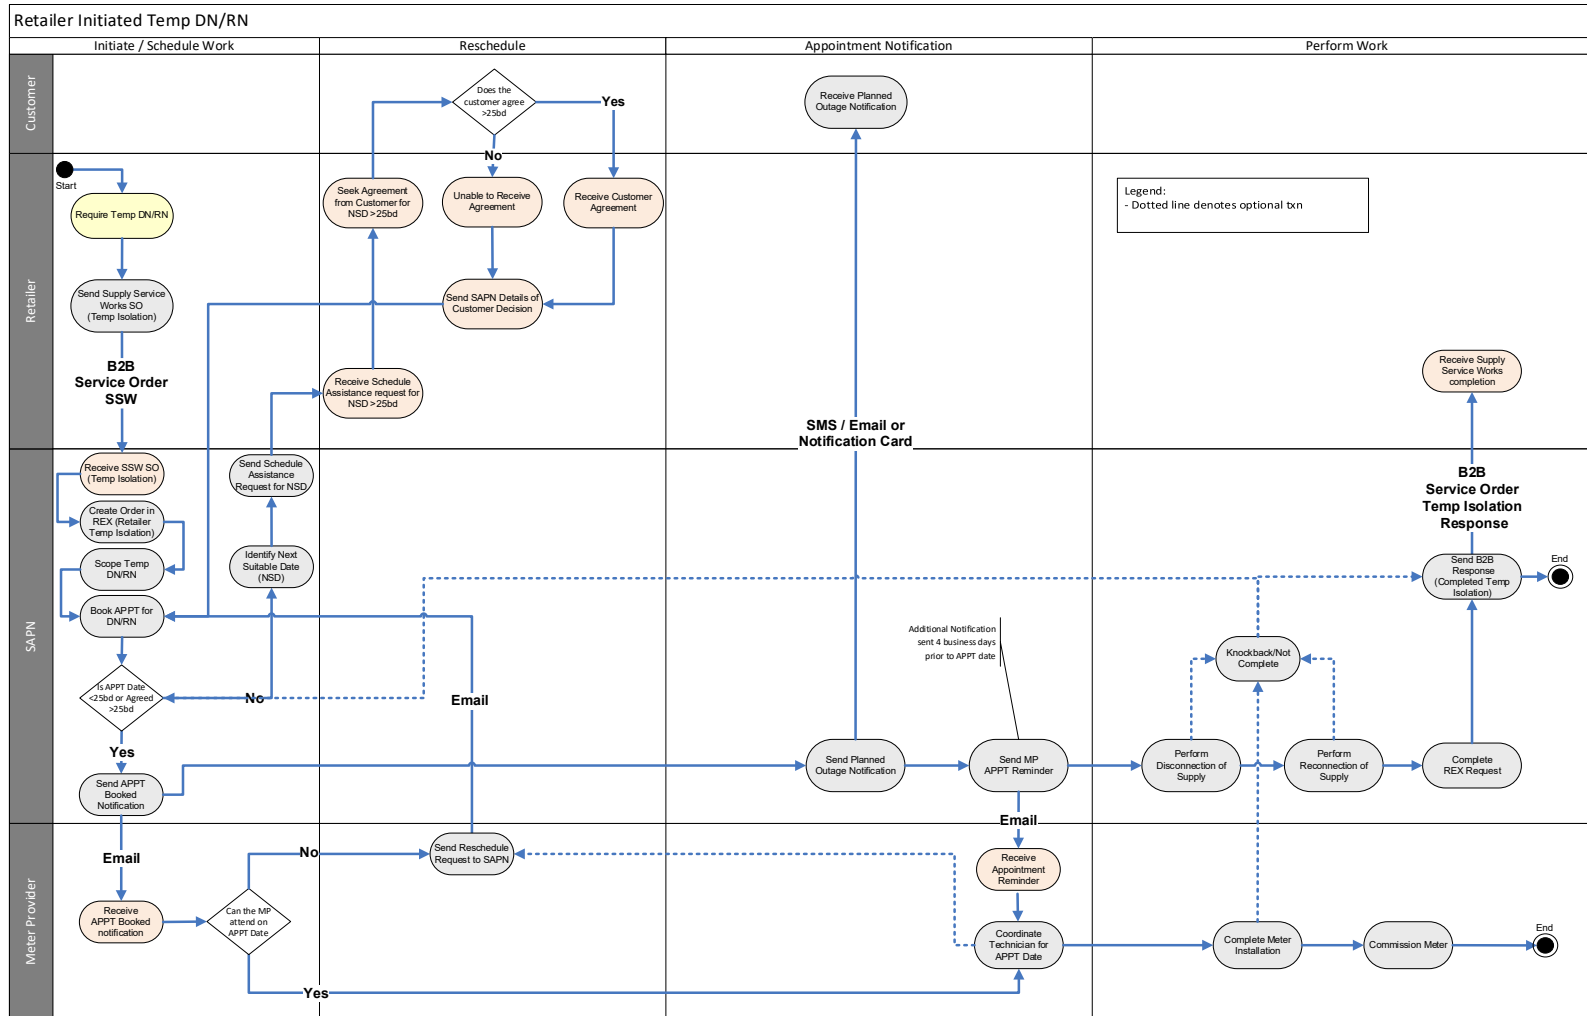 Retailer Initiated Temp DN/RN
Initiate / Schedule Work
Reschedule
Appointment Notification
Perform Work
Customer
Does the
customer agree
>25bd
Yes
No
Receive Planned
Outage Notification
Retailer
Start
Require Temp DN/RN
Send Supply Service
Works SO
(Temp Isolation)
B2B
Service Order
SSW
Seek Agreement
from Customer for
NSD >25bd
Unable to Receive
Agreement
Receive Customer
Agreement
Send SAPN Details of
Customer Decision
Receive Schedule
Assistance request for
NSD >25bd
Legend:
- Dotted line denotes optional txn
SMS / Email or
Notification Card
Receive Supply
Service Works
completion
B2B
Service Order
Temp Isolation
Response
SAPN
Receive SSW SO
(Temp Isolation)
Create Order in
REX (Retailer
Temp Isolation)
Scope Temp
DN/RN
Book APPT for
DN/RN
Is APPT Date
<25bd or Agreed
>25bd
No
Yes
Send APPT
Booked
Notification
Send Schedule
Assistance
Request for NSD
Identify Next
Suitable Date
(NSD)
Email
Additional Notification
sent 4 business days
prior to APPT date
Send Planned
Outage Notification
Send MP
APPT Reminder
Email
Knockback/Not
Complete
Perform
Disconnection of
Supply
Perform
Reconnection of
Supply
Complete
REX Request
Send B2B
Response
(Completed Temp
Isolation)
End
Meter Provider
Email
Receive
APPT Booked
notification
Can the MP
attend on
APPT Date
No
Yes
Send Reschedule
Request to SAPN
Receive
Appointment
Reminder
Coordinate
Technician for
APPT Date
Complete Meter
Installation
Commission Meter
End